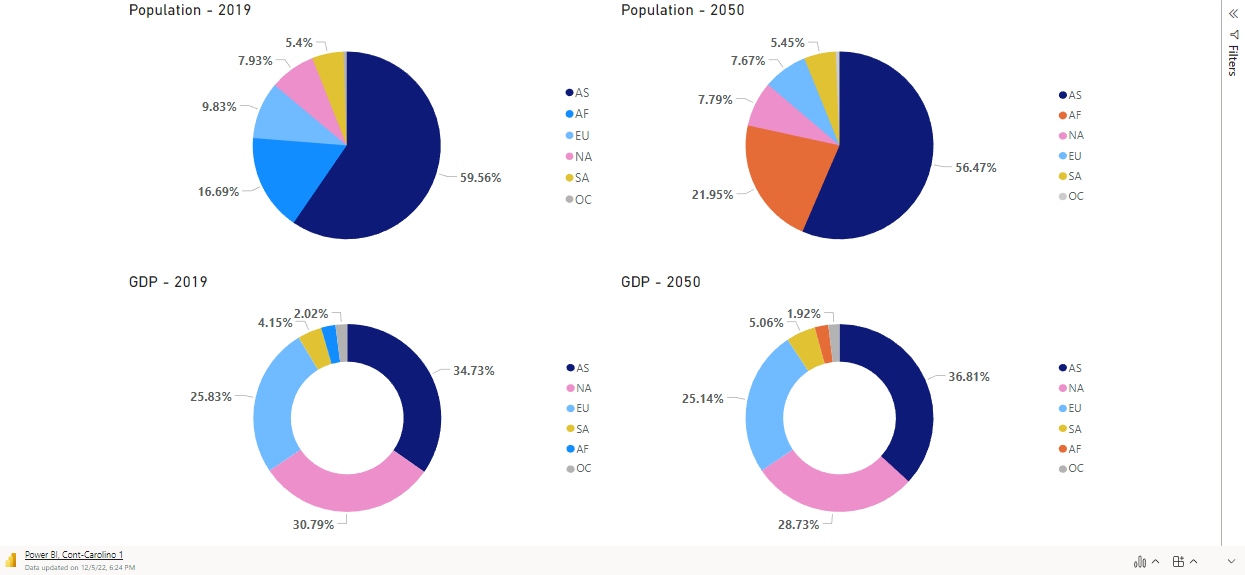 Population - 2019
5.4%
7.93%
9.83%
16.69%
59.56%
AS
AF
EU
NA
SA
OC
Population - 2050
5.45%
7.67%
7.79%
21.95%
56.47%
AS
AF
NA
EU
SA
OC
Filters
GDP - 2019
2.02%
4.15%
25.83%
34.73%
30.79%
AS
NA
EU
SA
AF
OC
GDP - 2050
1.92%
5.06%
25.14%
36.81%
28.73%
AS
NA
EU
SA
AF
OC
Power BI, Cont-Carolino 1
Data updated on 12/5/22, 6:24 PM